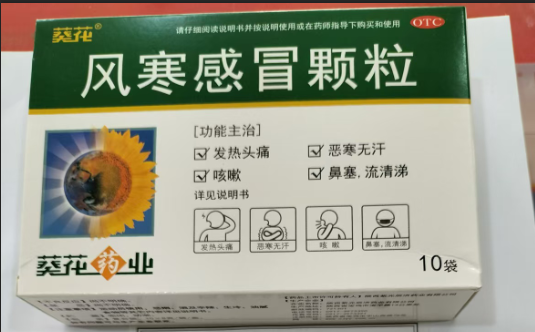 葵花
请仔细阅读说明书并按说明使用或在药师指导下购买和使用
OTC
风寒感冒颗粒
[功能主治]
发热头痛
恶寒无汗
咳嗽
鼻塞,流清涕
详见说明书
发热头痛
恶寒无汗
咳嗽
鼻塞,流清涕
葵花药业
10袋